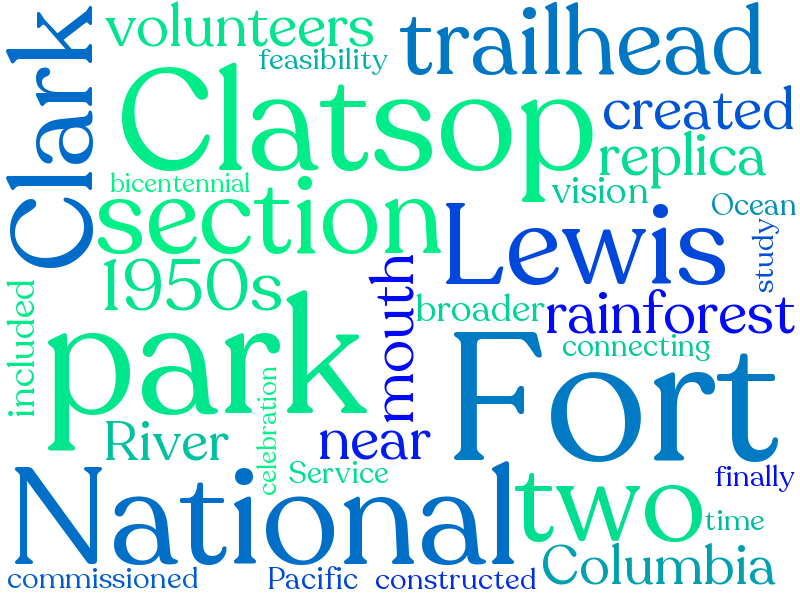 Clark
volunteers
feasibility
trailhead
Clatsop
created
replica
bicentennial
vision
Ocean
section
Lewis
study
1950s
mouth
included
broader
rainforest
park
connecting
Fort
celebration
River
near
Service
finally
National
two
time
Columbia
commissioned
Pacific
constructed